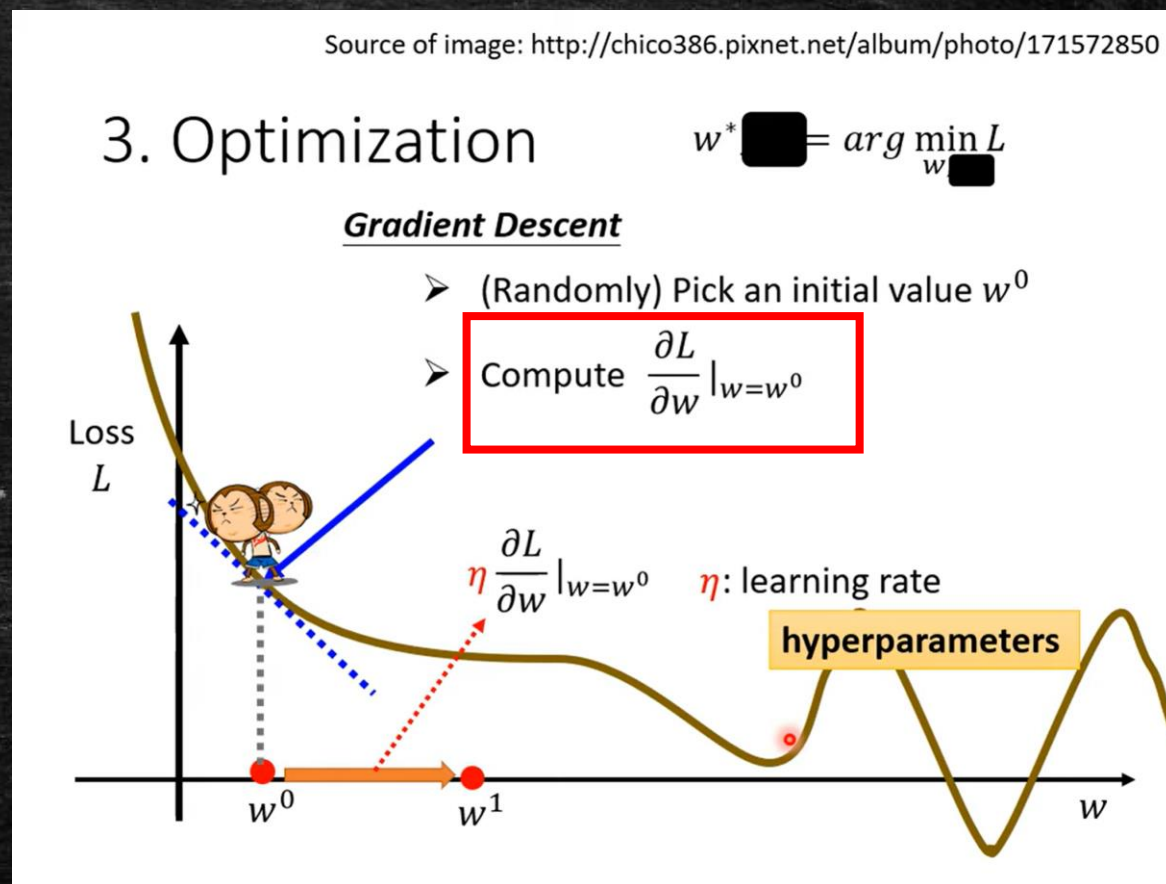 Source of image: http://chico386.pixnet.net/album/photo/171572850
3. Optimization
w* = arg min L
w
Gradient Descent
➢ (Randomly) Pick an initial value w⁰
➢ Compute ∂L/∂w |w=w⁰
Loss
L
η ∂L/∂w |w=w⁰ η: learning rate
hyperparameters
w⁰ w¹ w